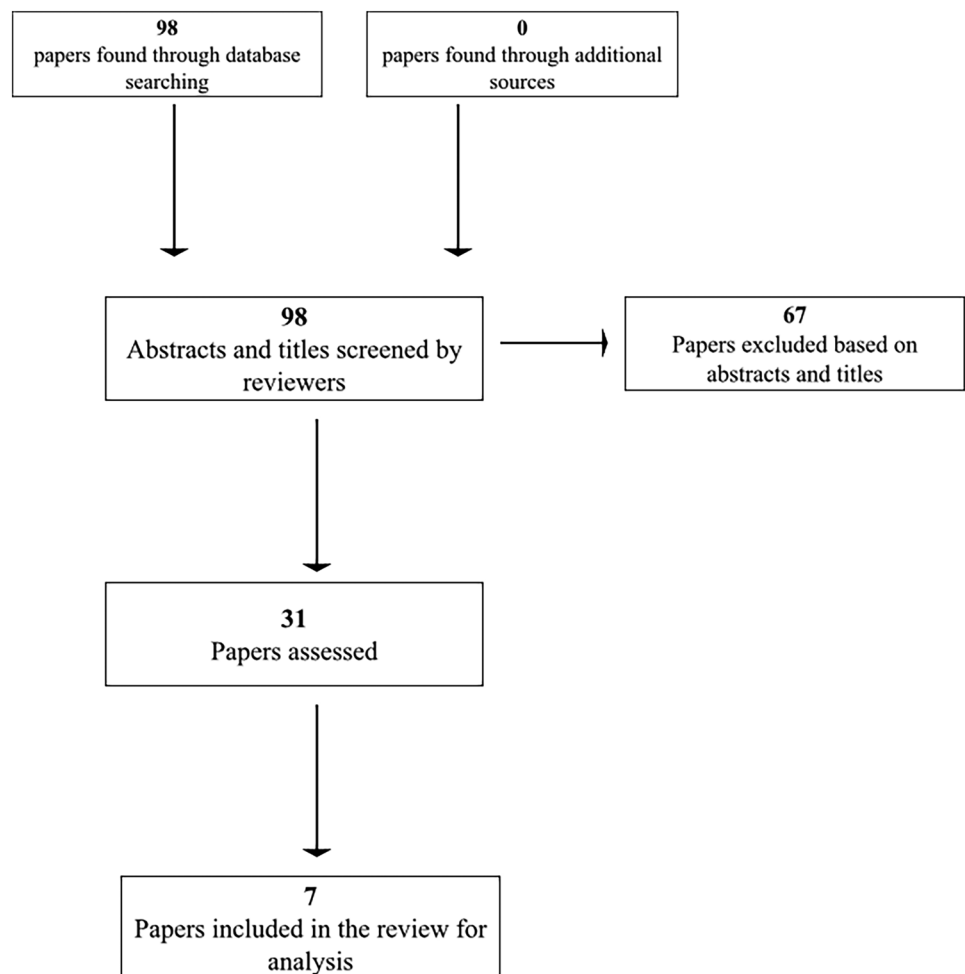 98
papers found through database
searching
0
papers found through additional
sources
98
Abstracts and titles screened by
reviewers
67
Papers excluded based on
abstracts and titles
31
Papers assessed
7
Papers included in the review for
analysis